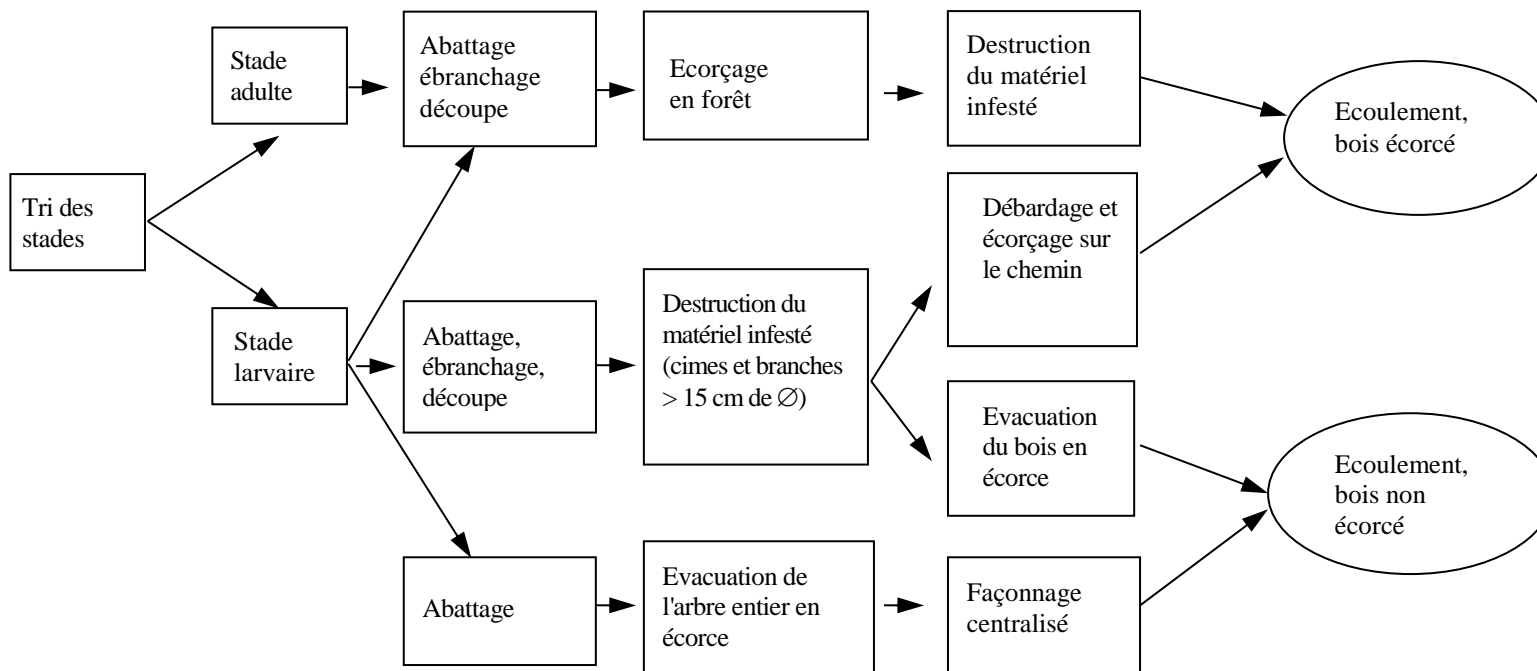 Tri des
stades
Stade
adulte
Stade
larvaire
Abattage
ébranchage
découpe
Abattage,
ébranchage,
découpe
Abattage
Ecorçage
en forêt
Destruction du
matériel infesté
(cimes et branches
> 15 cm de ∅)
Evacuation de
l'arbre entier en
écorce
Destruction
du matériel
infesté
Débardage et
écorçage sur
le chemin
Evacuation
du bois en
écorce
Façonnage
centralisé
Ecoulement,
bois écorcé
Ecoulement,
bois non
écorcé